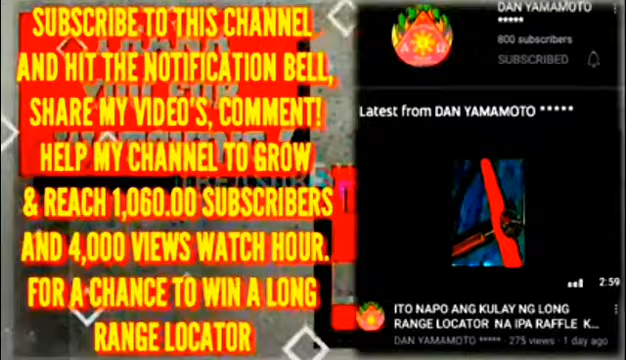 SUBSCRIBE TO THIS CHANNEL
AND HIT THE NOTIFICATION BELL,
SHARE MY VIDEO'S, COMMENT!
HELP MY CHANNEL TO GROW
& REACH 1,060.00 SUBSCRIBERS
AND 4,000 VIEWS WATCH HOUR.
FOR A CHANCE TO WIN A LONG
RANGE LOCATOR
DAN YAMAMOTO
*****
800 subscribers
SUBSCRIBED
Latest from DAN YAMAMOTO *****
2:59
ITO NAPO ANG KULAY NG LONG
RANGE LOCATOR NA IPA RAFFLE K...
DAN YAMAMOTO ***** · 275 views · 1 day ago